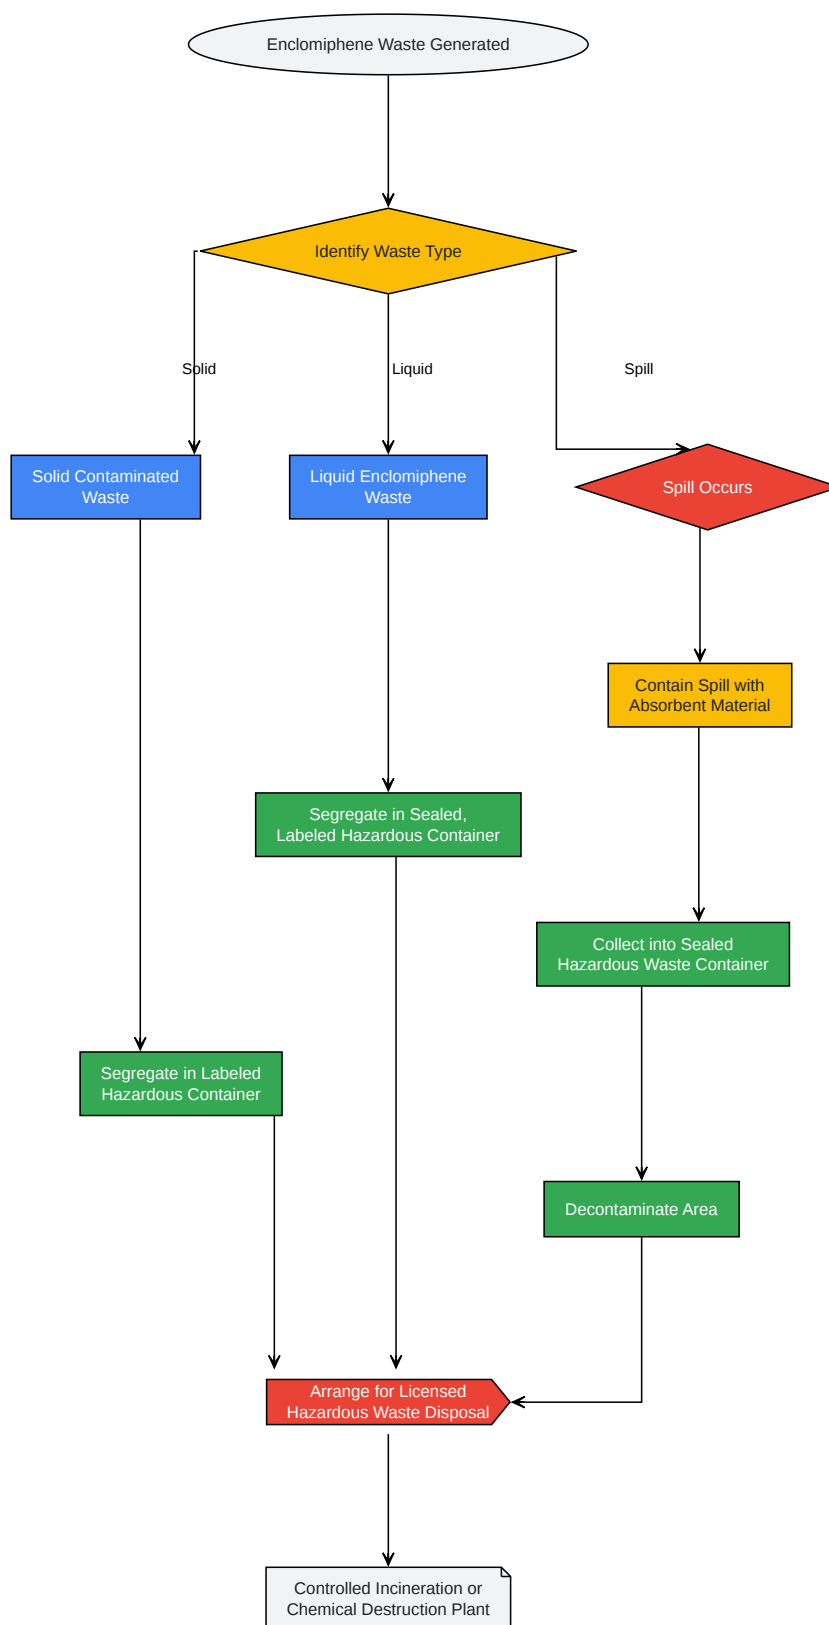 Enclomiphene Waste Generated
Identify Waste Type
Solid
Liquid
Spill
Solid Contaminated
Waste
Liquid Enclomiphene
Waste
Spill Occurs
Contain Spill with
Absorbent Material
Segregate in Sealed,
Labeled Hazardous Container
Collect into Sealed
Hazardous Waste Container
Segregate in Labeled
Hazardous Container
Decontaminate Area
Arrange for Licensed
Hazardous Waste Disposal
Controlled Incineration or
Chemical Destruction Plant